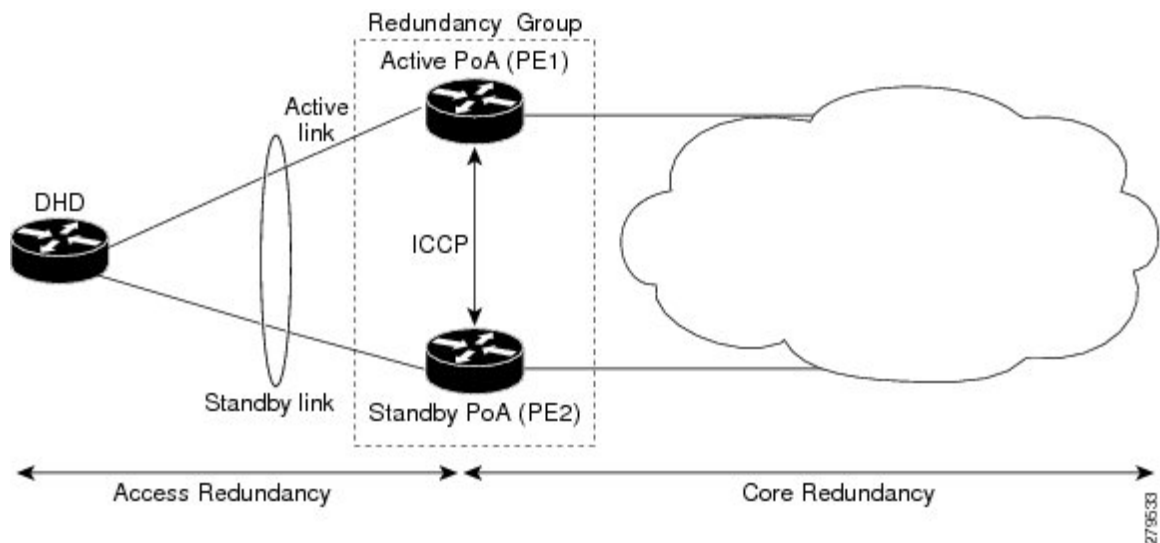 Redundancy Group
Active PoA (PE1)
Active
link
DHD
ICCP
Standby link
Standby PoA (PE2)
Access Redundancy
Core Redundancy
279533